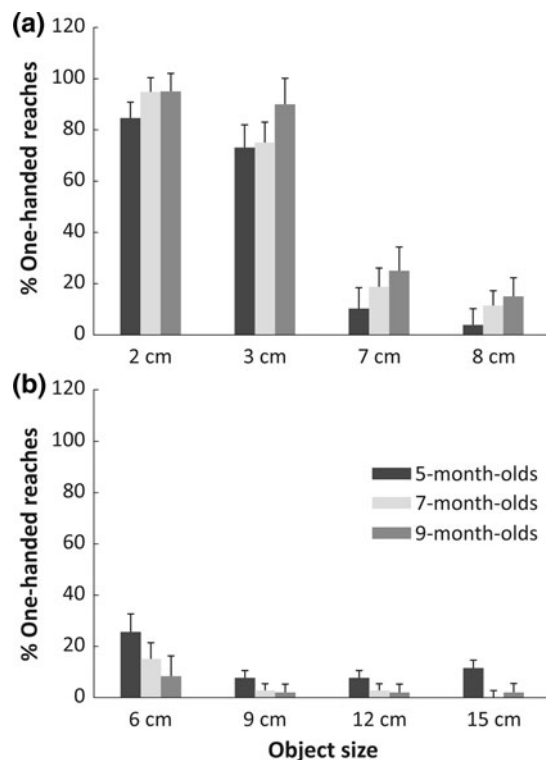 (a)
120
100
80
60
40
20
0
% One-handed reaches
2 cm 3 cm 7 cm 8 cm
(b)
120
100
80
60
40
20
0
% One-handed reaches
5-month-olds
7-month-olds
9-month-olds
6 cm 9 cm 12 cm 15 cm
Object size